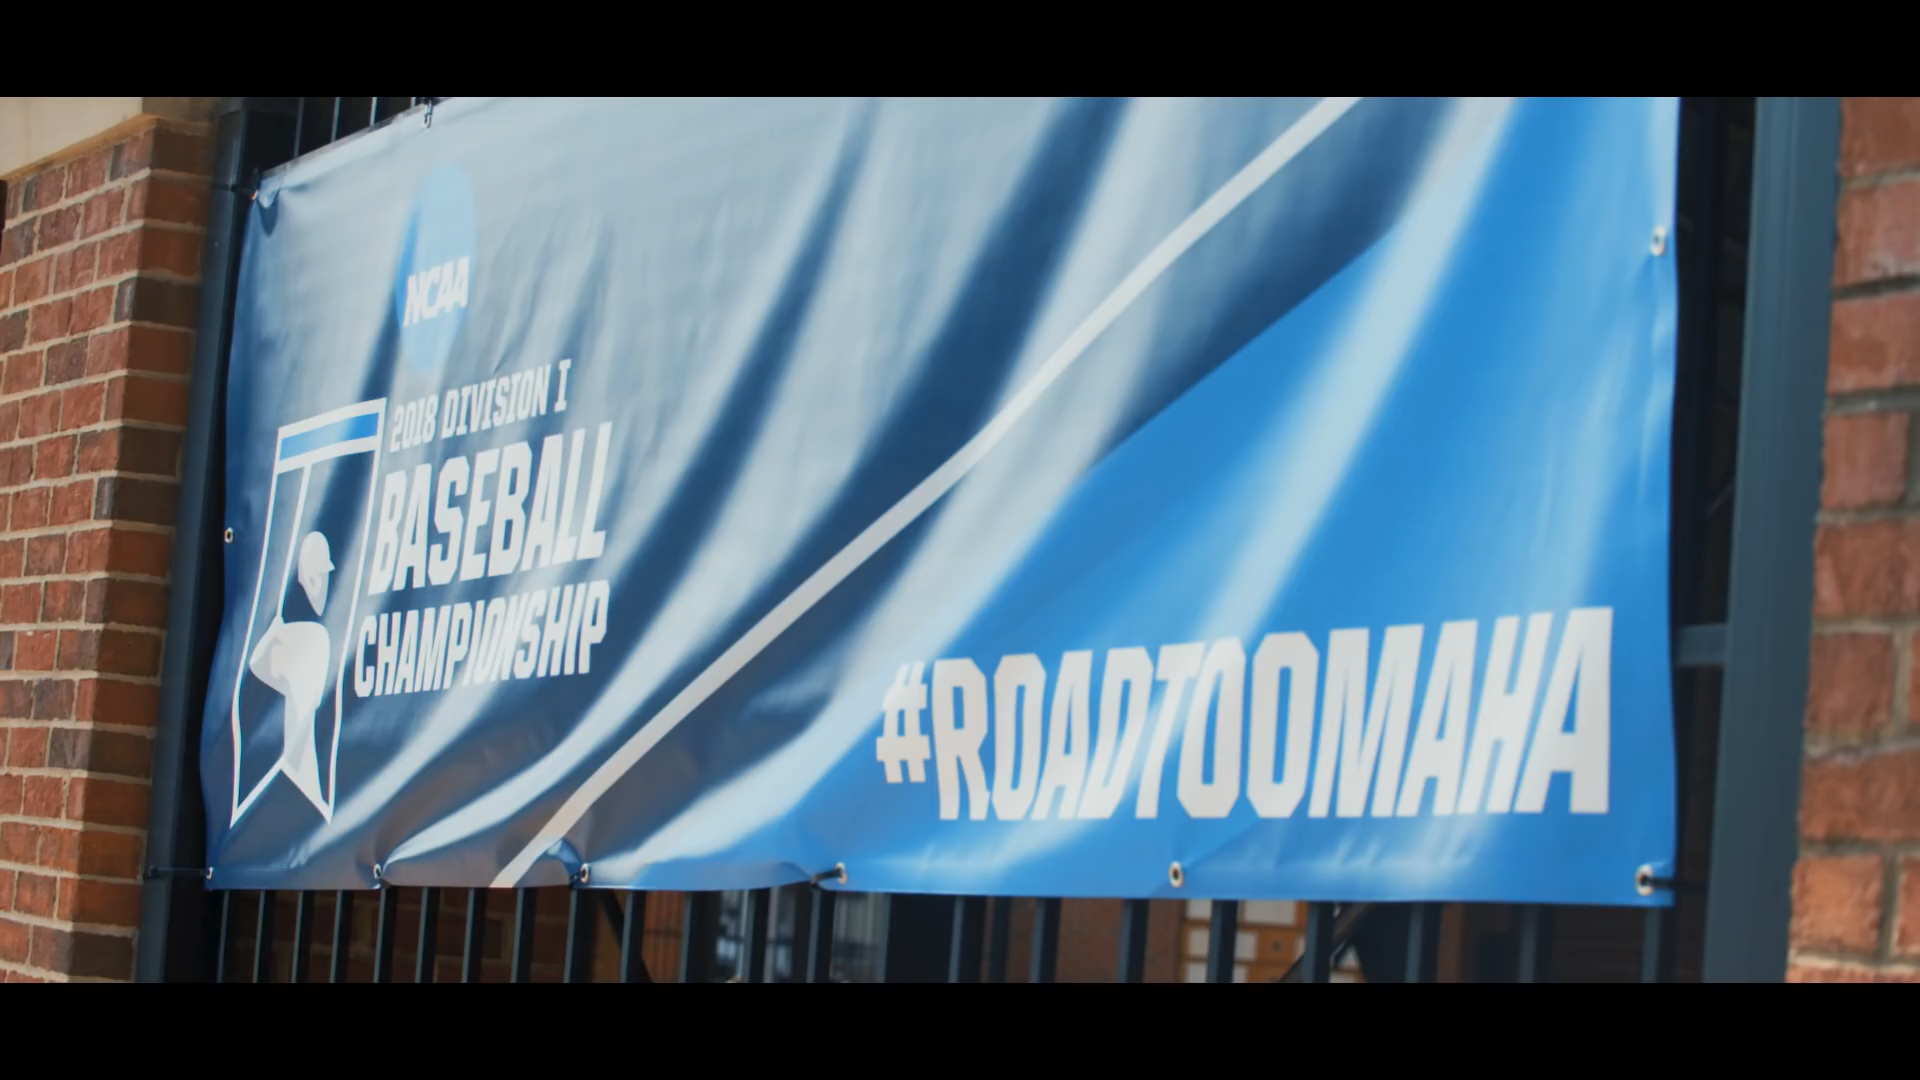 NCAA
2018 DIVISION I
BASEBALL
CHAMPIONSHIP
#ROADTOOMAHA